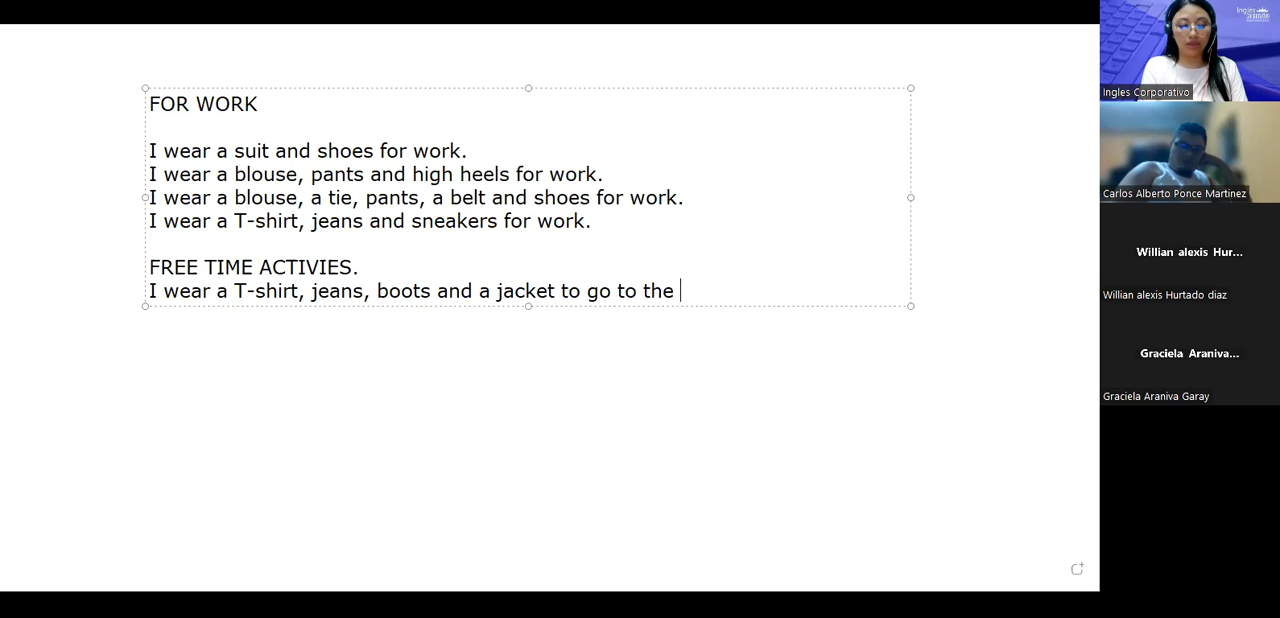 FOR WORK
I wear a suit and shoes for work.
I wear a blouse, pants and high heels for work.
I wear a blouse, a tie, pants, a belt and shoes for work.
I wear a T-shirt, jeans and sneakers for work.
FREE TIME ACTIVIES.
I wear a T-shirt, jeans, boots and a jacket to go to the
Ingles Corporativo
Carlos Alberto Ponce Martinez
Willian alexis Hur...
Willian alexis Hurtado diaz
Graciela Araniva...
Graciela Araniva Garay